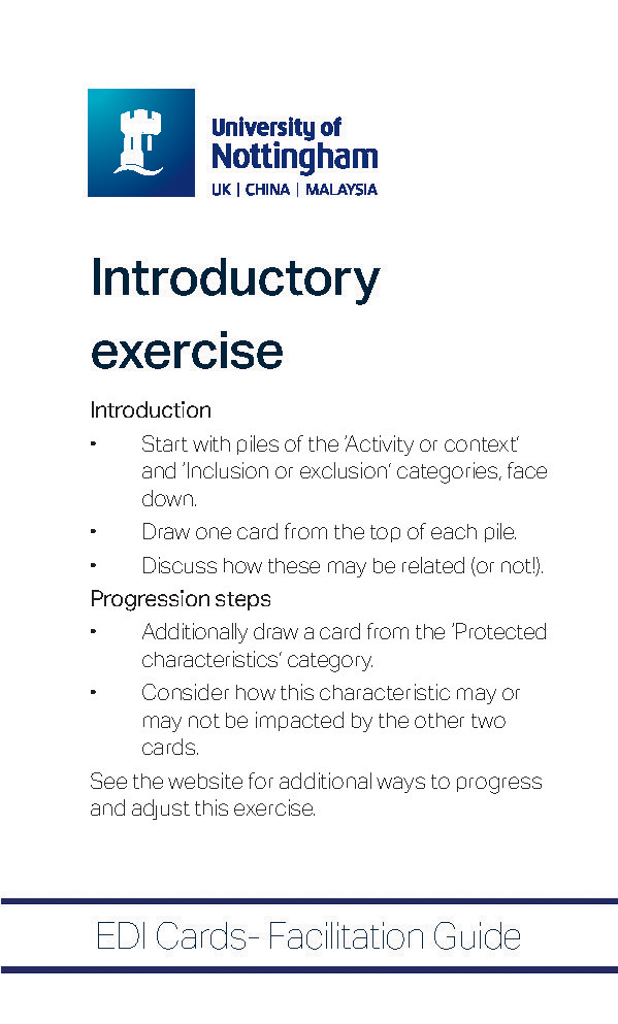 University of
Nottingham
UK | CHINA | MALAYSIA
Introductory
exercise
Introduction
• Start with piles of the 'Activity or context'
and 'Inclusion or exclusion' categories, face
down.
• Draw one card from the top of each pile.
• Discuss how these may be related (or not!).
Progression steps
• Additionally draw a card from the 'Protected
characteristics' category.
• Consider how this characteristic may or
may not be impacted by the other two
cards.
See the website for additional ways to progress
and adjust this exercise.
EDI Cards- Facilitation Guide